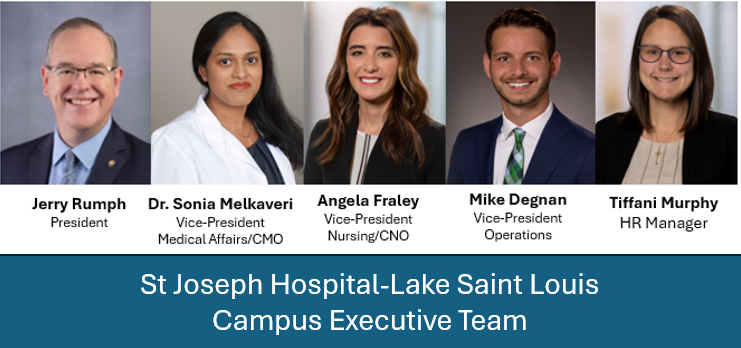 Jerry Rumph
President
Dr. Sonia Melkaveri
Vice-President
Medical Affairs/CMO
Angela Fraley
Vice-President
Nursing/CNO
Mike Degnan
Vice-President
Operations
Tiffani Murphy
HR Manager
St Joseph Hospital-Lake Saint Louis
Campus Executive Team